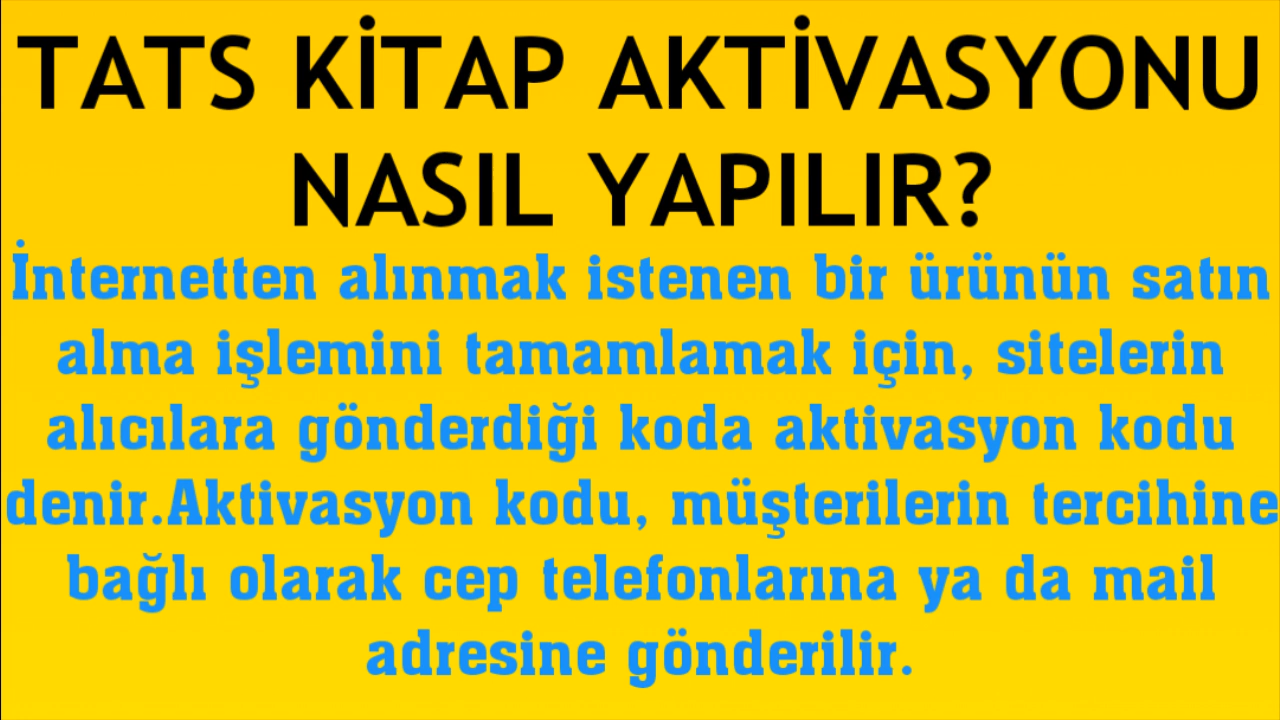 TATS KİTAP AKTİVASYONU
NASIL YAPILIR?
İnternetten alınmak istenen bir ürünün satın
alma işlemini tamamlamak için, sitelerin
alıcılara gönderdiği koda aktivasyon kodu
denir.Aktivasyon kodu, müşterilerin tercihine
bağlı olarak cep telefonlarına ya da mail
adresine gönderilir.